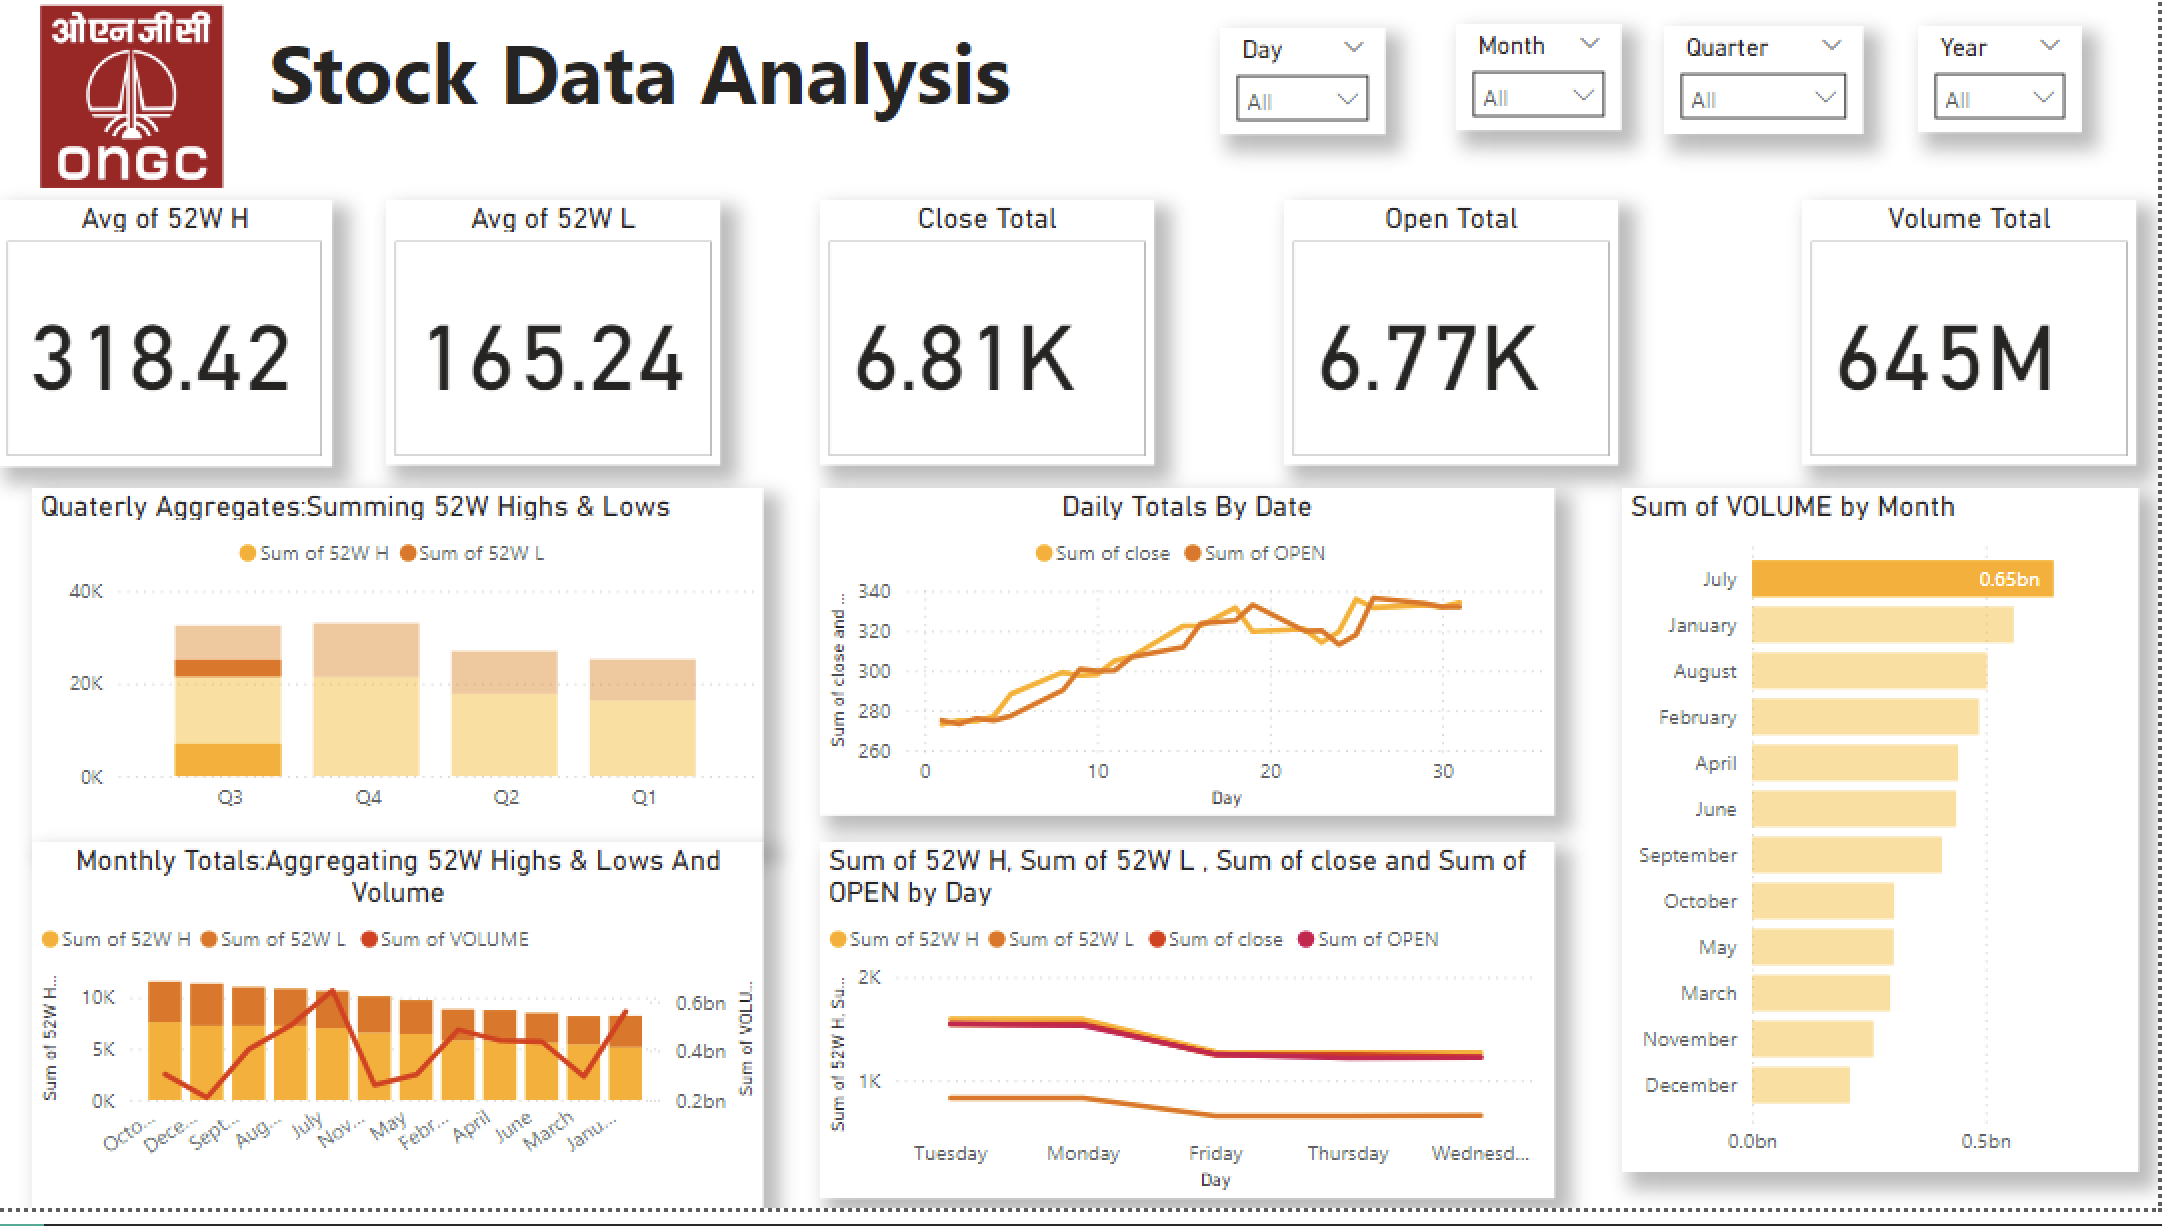 ओएनजीसी
ONGC
Stock Data Analysis
Day
All
Month
All
Quarter
All
Year
All
Avg of 52W H
318.42
Avg of 52W L
165.24
Close Total
6.81K
Open Total
6.77K
Volume Total
645M
Quaterly Aggregates:Summing 52W Highs & Lows
Sum of 52W H Sum of 52W L
40K
20K
0K
Q3 Q4 Q2 Q1
Daily Totals By Date
Sum of close Sum of OPEN
Sum of close and ...
340
320
300
280
260
0 10 20 30
Day
Sum of VOLUME by Month
July 0.65bn
January
August
February
April
June
September
October
May
March
November
December
0.0bn 0.5bn
Monthly Totals:Aggregating 52W Highs & Lows And
Volume
Sum of 52W H Sum of 52W L Sum of VOLUME
Sum of 52W H...
10K
5K
0K
0.6bn
0.4bn
0.2bn
Sum of VOLU...
Octo... Dece... Sept... Aug... July Nov... May Febr... April June March Janu...
Sum of 52W H, Sum of 52W L , Sum of close and Sum of
OPEN by Day
Sum of 52W H Sum of 52W L Sum of close Sum of OPEN
Sum of 52W H, Su...
2K
1K
Tuesday Monday Friday Thursday Wednesd...
Day